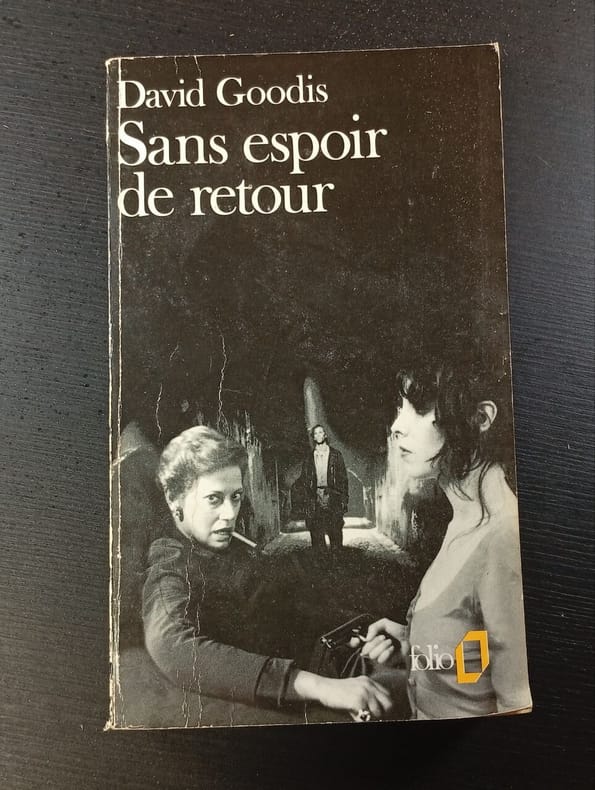 David Goodis
Sans espoir
de retour
folio